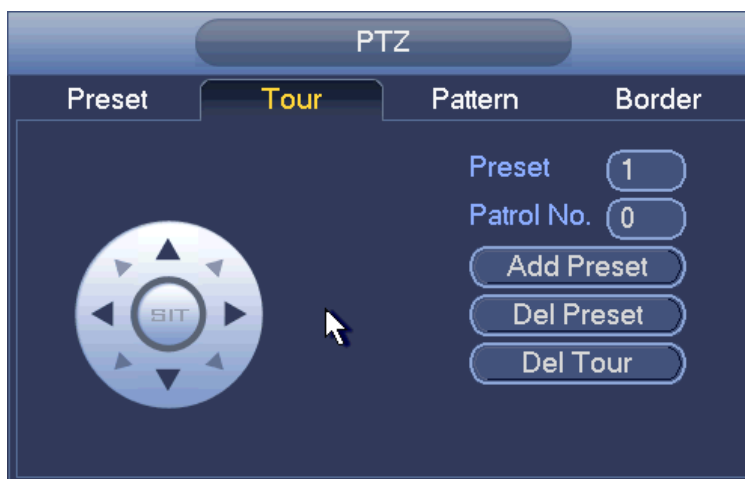 PTZ
Preset Tour Pattern Border
Preset 1
Patrol No. 0
Add Preset
SIT Del Preset
Del Tour